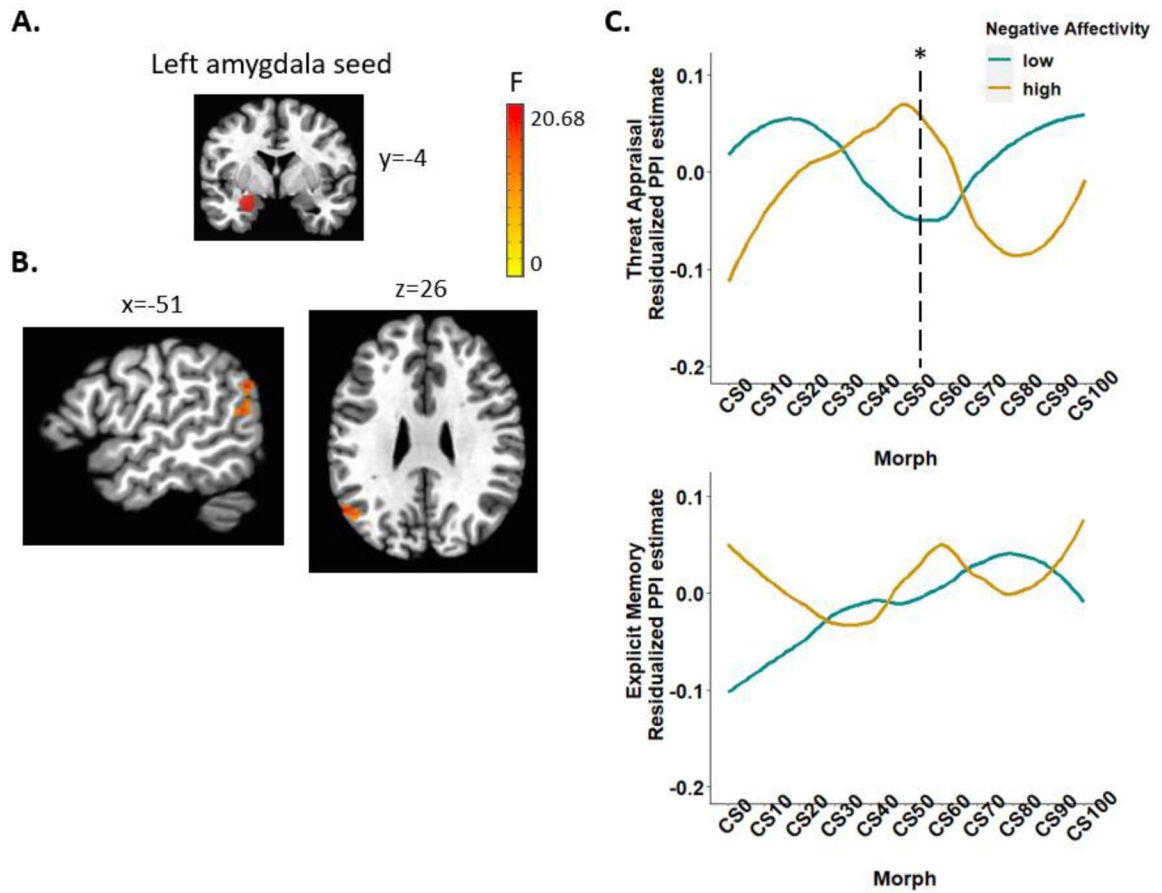 A.
Left amygdala seed
F
20.68
y=-4
0
B.
x=-51
z=26
C.
Negative Affectivity
low
high
*
Threat Appraisal
Residualized PPI estimate
0.1
0.0
-0.1
-0.2
CS0
CS10
CS20
CS30
CS40
CS50
CS60
CS70
CS80
CS90
CS100
Morph
Explicit Memory
Residualized PPI estimate
0.1
0.0
-0.1
-0.2
CS0
CS10
CS20
CS30
CS40
CS50
CS60
CS70
CS80
CS90
CS100
Morph